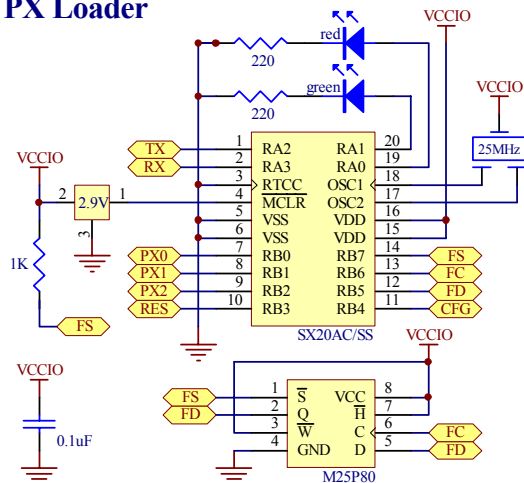 PX Loader
VCCIO
red
220
green
220
VCCIO
25MHz
TX 1 RA2 RA1 20
RX 2 RA3 RA0 19
3 RTCC OSC1 18
VCCIO
2 2.9V 1 4 MCLR OSC2 17
3
5 VSS VDD 16
6 VSS VDD 15
PX0 7 RB0 RB7 14 FS
1K
PX1 8 RB1 RB6 13 FC
PX2 9 RB2 RB5 12 FD
RES 10 RB3 RB4 11 CFG
FS
SX20AC/SS
VCCIO
VCCIO
0.1uF
FS 1 S VCC 8
FD 2 Q H 7
3 W C 6 FC
4 GND D 5 FD
M25P80